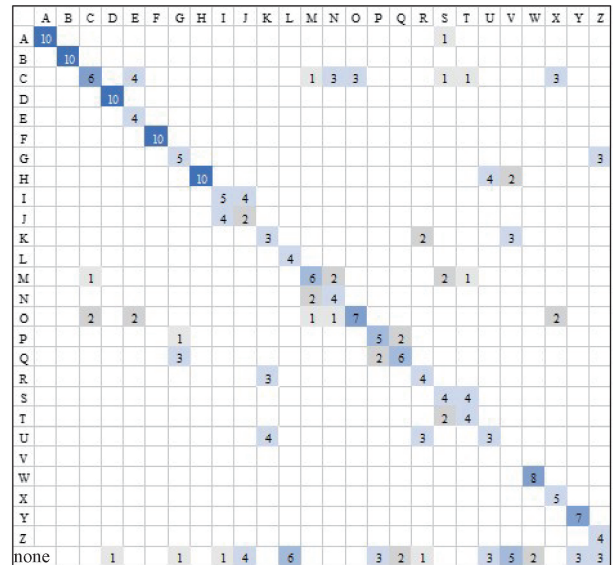 A B C D E F G H I J K L M N O P Q R S T U V W X Y Z
A 10 1
B 10
C 6 4 1 3 3 1 1 3
D 10
E 4
F 10
G 5 3
H 10 4 2
I 5 4
J 4 2
K 3 2 3
L 4
M 1 6 2 2 1
N 2 4
O 2 2 1 1 7 2
P 1 5 2
Q 3 2 6
R 3 4
S 4 4
T 2 4
U 4 3 3
V
W 8
X 5
Y 7
Z 4
none 1 1 1 4 6 3 2 1 3 5 2 3 3